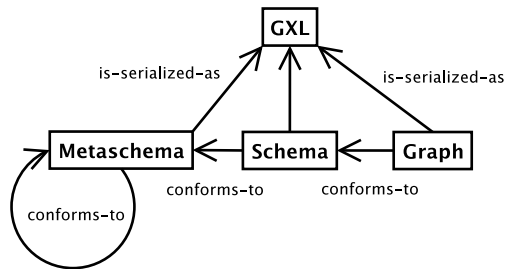 GXL
is-serialized-as
is-serialized-as
Metaschema
Schema
Graph
conforms-to
conforms-to
conforms-to